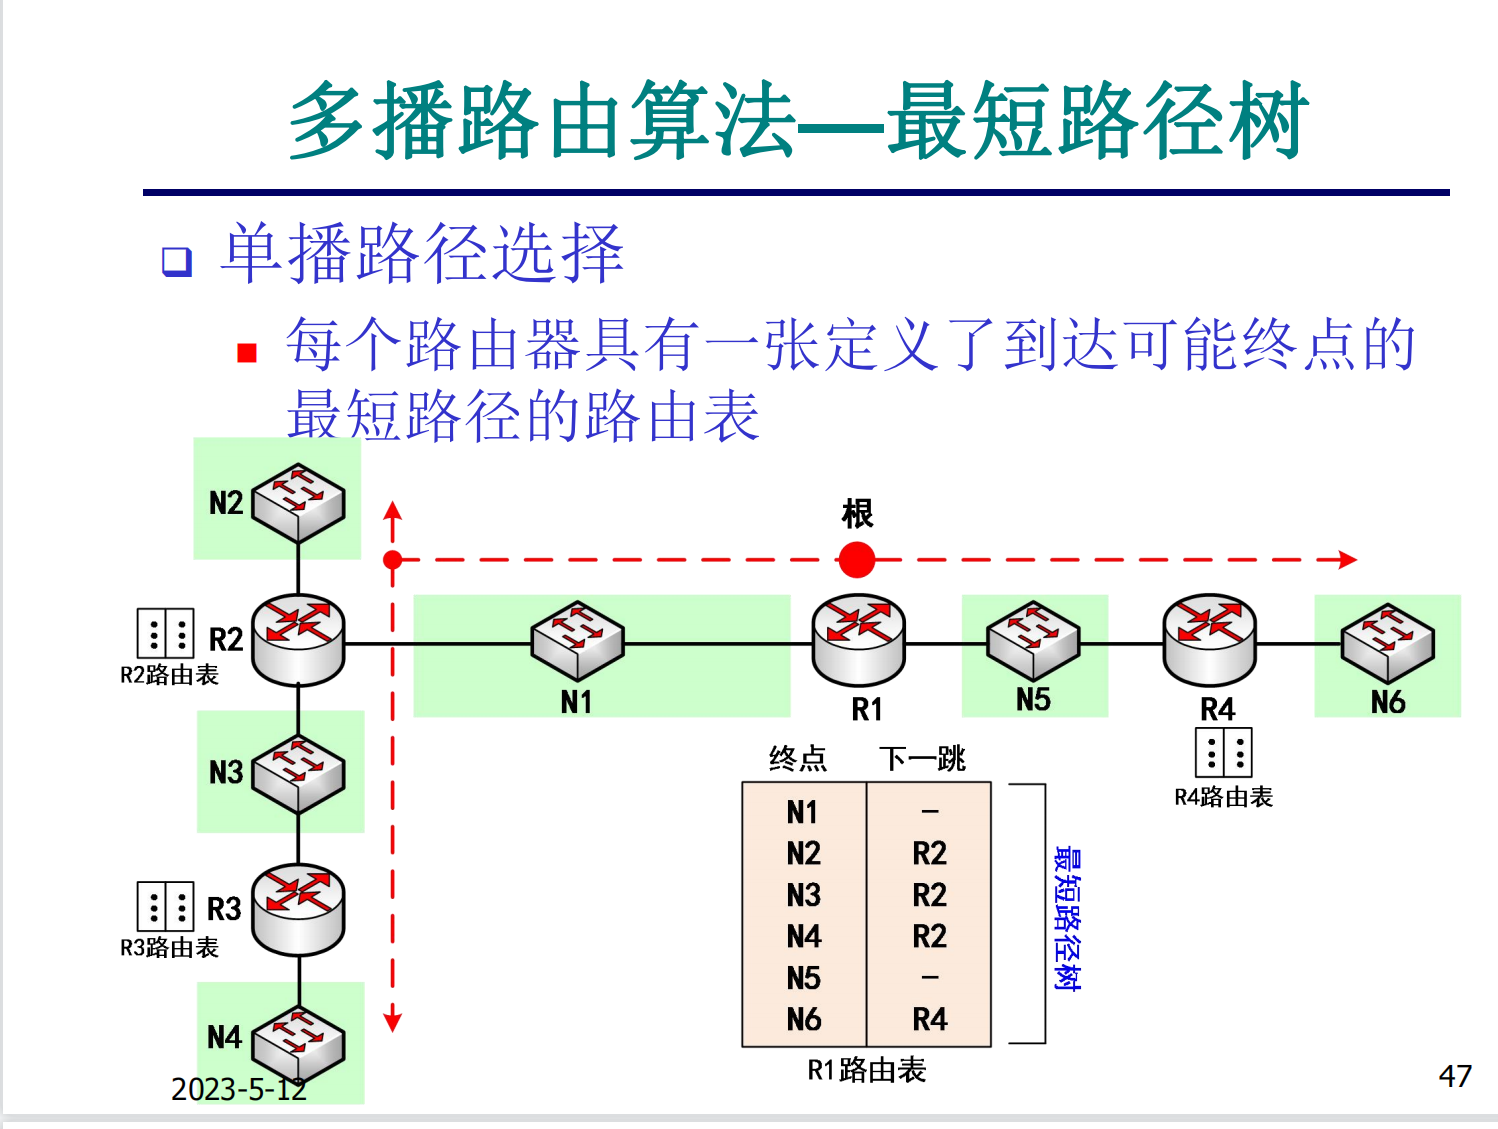 多播路由算法—最短路径树
单播路径选择
每个路由器具有一张定义了到达可能终点的
最短路径的路由表
N2
根
R2
R2路由表
N1
R1
N5
R4
N6
R4路由表
N3
终点 下一跳
N1 –
N2 R2
N3 R2
N4 R2
N5 –
N6 R4
最短路径树
R1路由表
R3
R3路由表
N4
2023-5-12
47